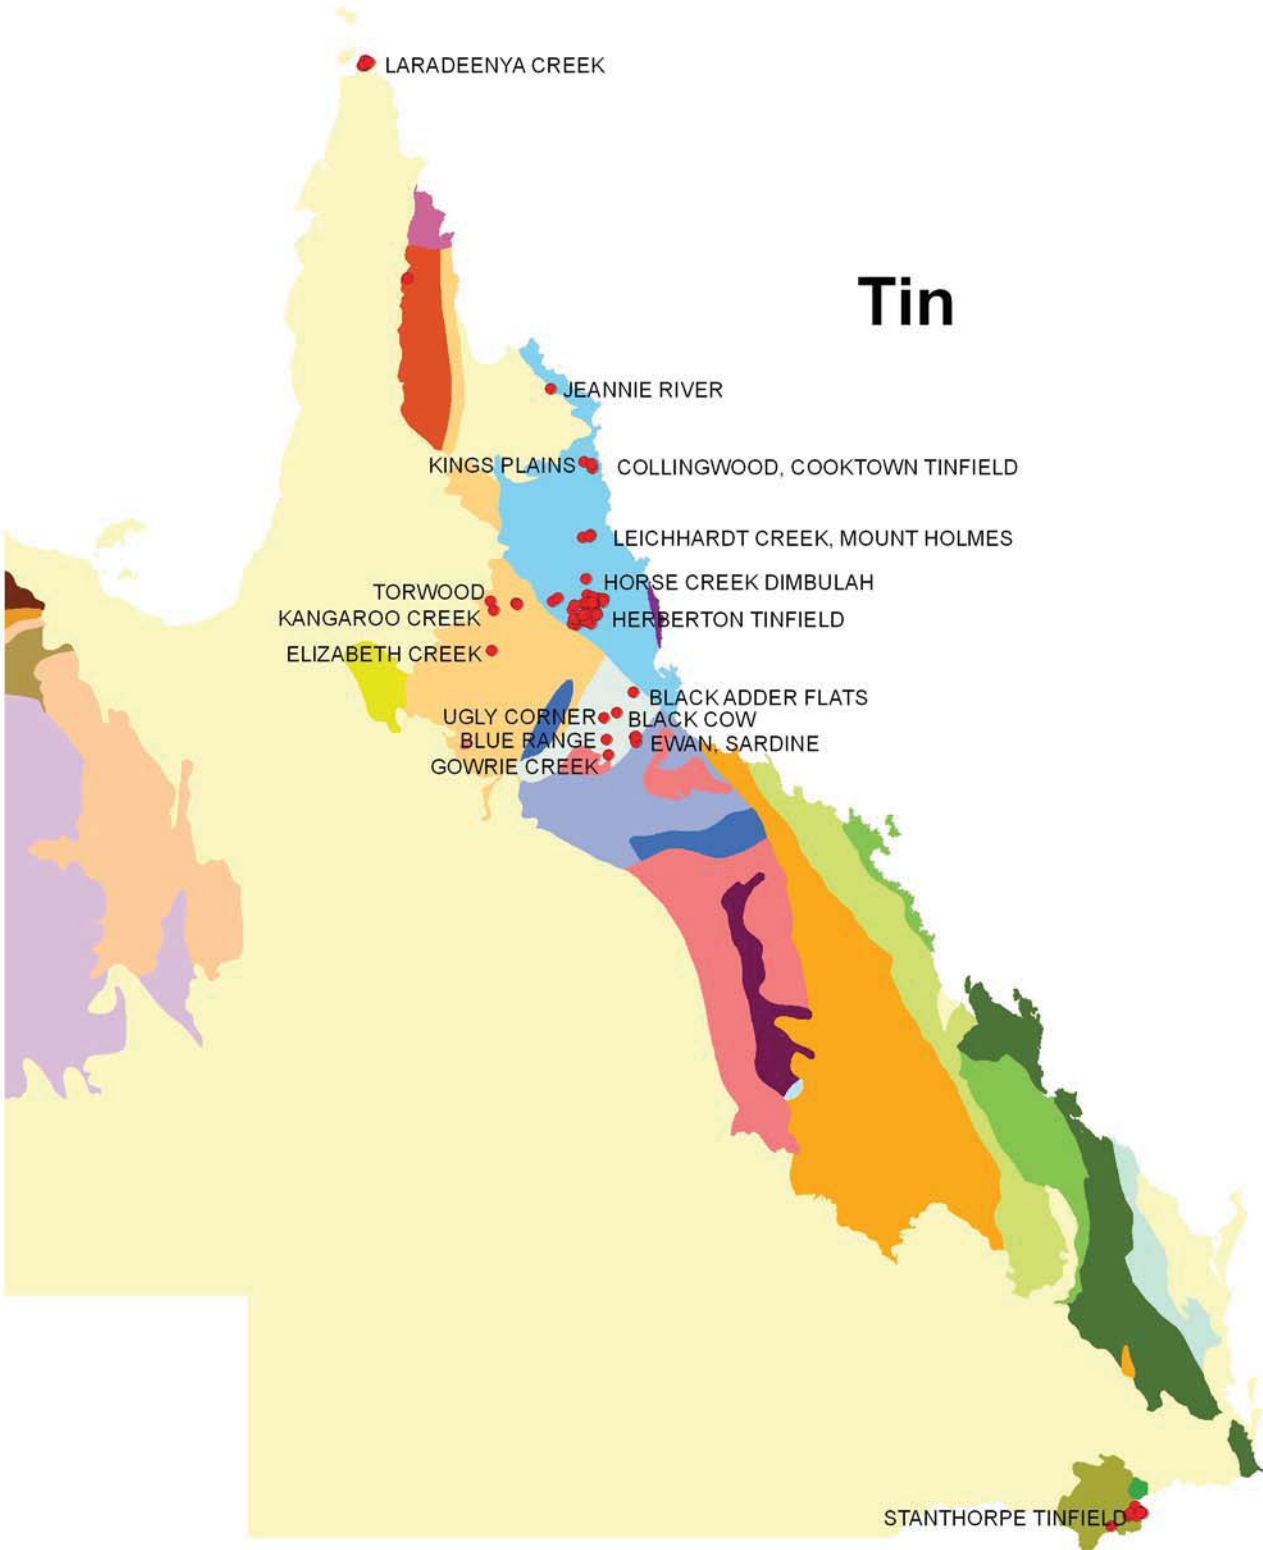 LARADEENYA CREEK
Tin
JEANNIE RIVER
KINGS PLAINS
COLLINGWOOD, COOKTOWN TINFIELD
LEICHHARDT CREEK, MOUNT HOLMES
HORSE CREEK DIMBULAH
TORWOOD
KANGAROO CREEK
HERBERTON TINFIELD
ELIZABETH CREEK
BLACK ADDER FLATS
UGLY CORNER
BLACK COW
BLUE RANGE
EWAN, SARDINE
GOWRIE CREEK
STANTHORPE TINFIELD